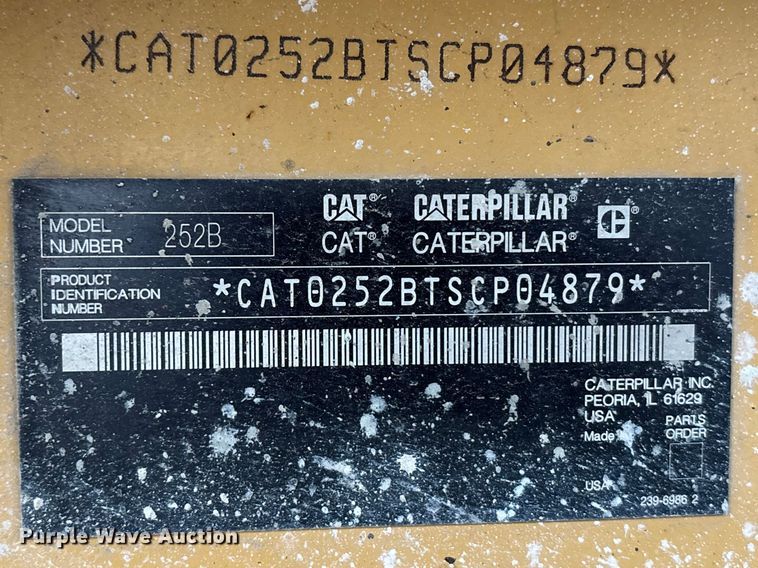 *CAT0252BTSCP04879*
MODEL NUMBER 252B
CAT® CATERPILLAR®
CAT® CATERPILLAR®
PRODUCT IDENTIFICATION NUMBER *CAT0252BTSCP04879*
CATERPILLAR INC.
PEORIA, IL 61629
USA
Made
PARTS ORDER
USA
239-6986 2
Purple Wave Auction